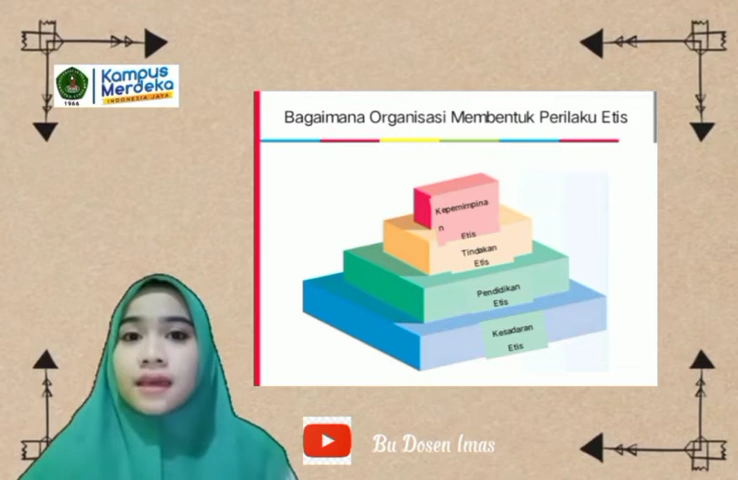 Kampus
Merdeka
INDONESIA JAYA
1966
Bagaimana Organisasi Membentuk Perilaku Etis
Kepemimpina
n
Etis
Tindakan
Etis
Pendidikan
Etis
Kesadaran
Etis
Bu Dosen Imas